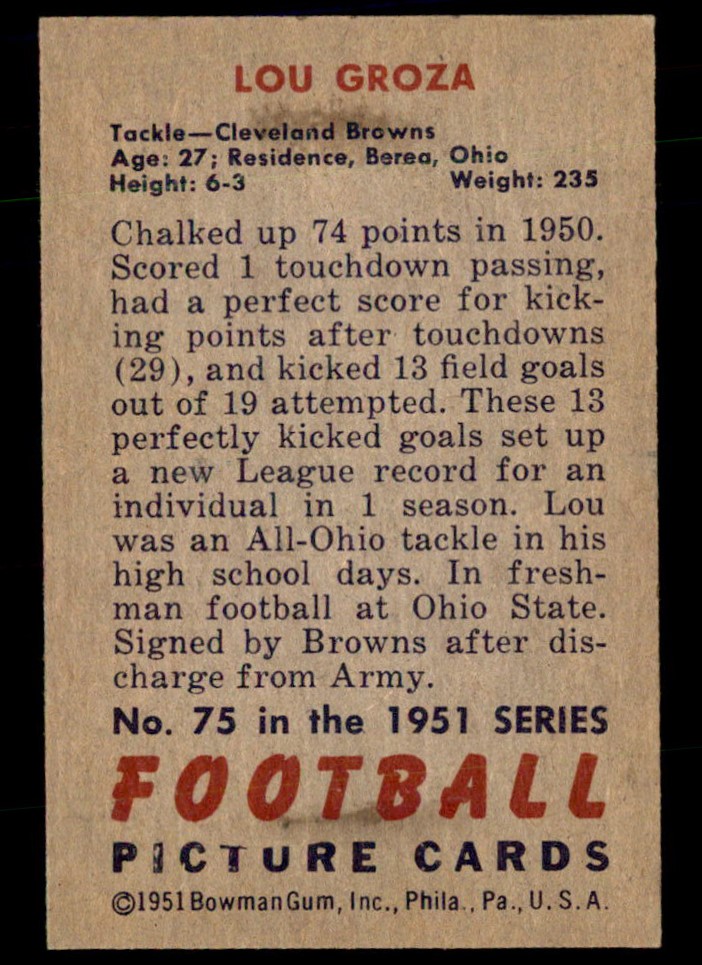 LOU GROZA
Tackle—Cleveland Browns
Age: 27; Residence, Berea, Ohio
Height: 6-3 Weight: 235
Chalked up 74 points in 1950.
Scored 1 touchdown passing,
had a perfect score for kick-
ing points after touchdowns
(29), and kicked 13 field goals
out of 19 attempted. These 13
perfectly kicked goals set up
a new League record for an
individual in 1 season. Lou
was an All-Ohio tackle in his
high school days. In fresh-
man football at Ohio State.
Signed by Browns after dis-
charge from Army.
No. 75 in the 1951 SERIES
FOOTBALL
PICTURE CARDS
©1951 Bowman Gum, Inc., Phila., Pa., U. S. A.